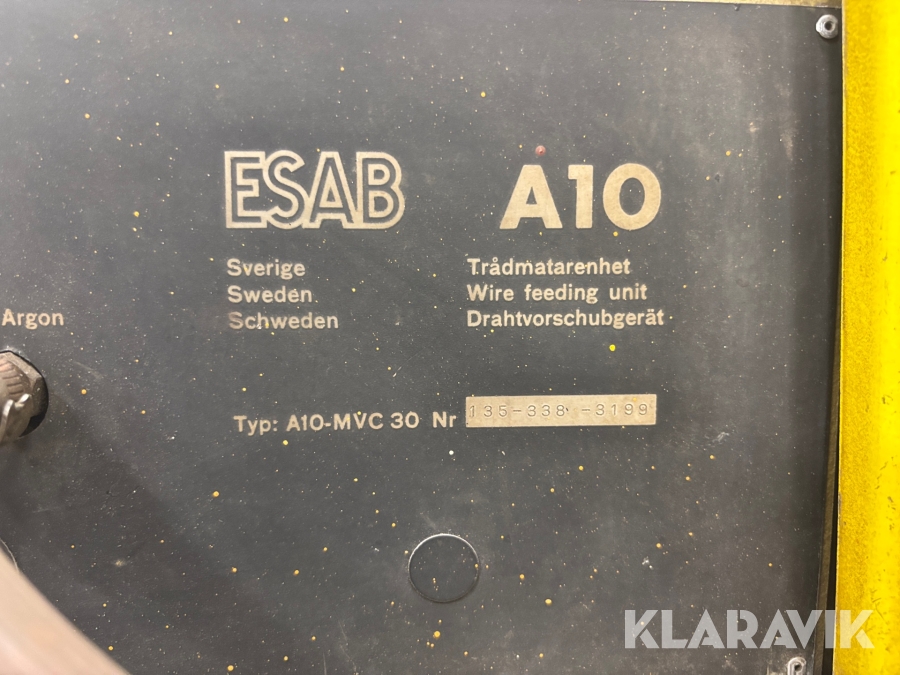 ESAB A10
Sverige Trådmatarenhet
Sweden Wire feeding unit
Schweden Drahtvorschubgerät
Argon
Typ: A10-MVC 30 Nr 135-338-3199
KLARAVIK